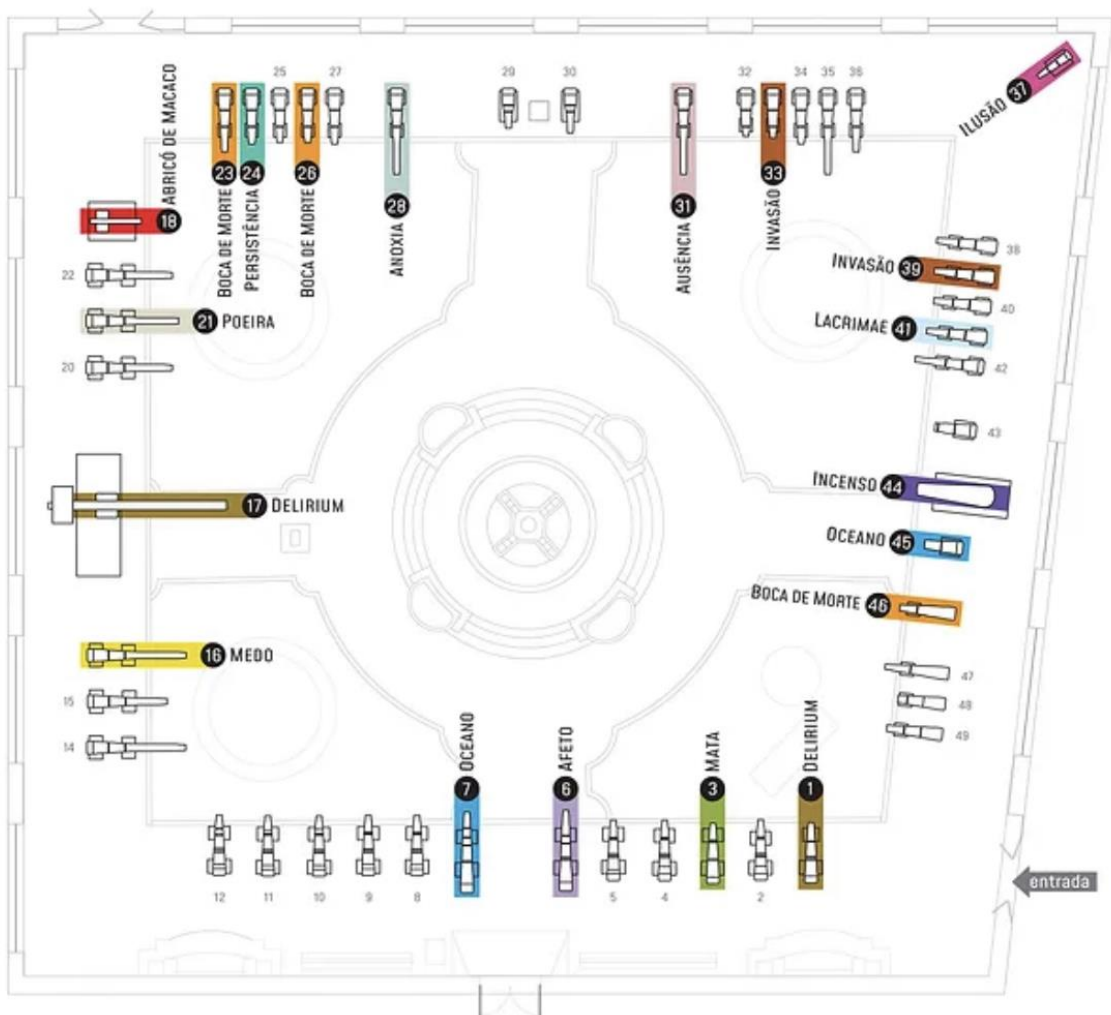 25
27
29
30
32
34
35
36
37
ILUSÃO
ABRICÓ DE MACACO
18
23
BOCA DE MORTE
24
PERSISTÊNCIA
26
BOCA DE MORTE
28
ANOXIA
31
AUSÊNCIA
33
INVASÃO
38
22
INVASÃO 39
40
21 POEIRA
LACRIMAE 41
20
42
43
INCENSO 44
17 DELIRIUM
OCEANO 45
BOCA DE MORTE 46
16 MEDO
47
15
48
49
14
OCEANO
7
AFETO
6
MATA
3
DELIRIUM
1
12
11
10
9
8
5
4
2
entrada